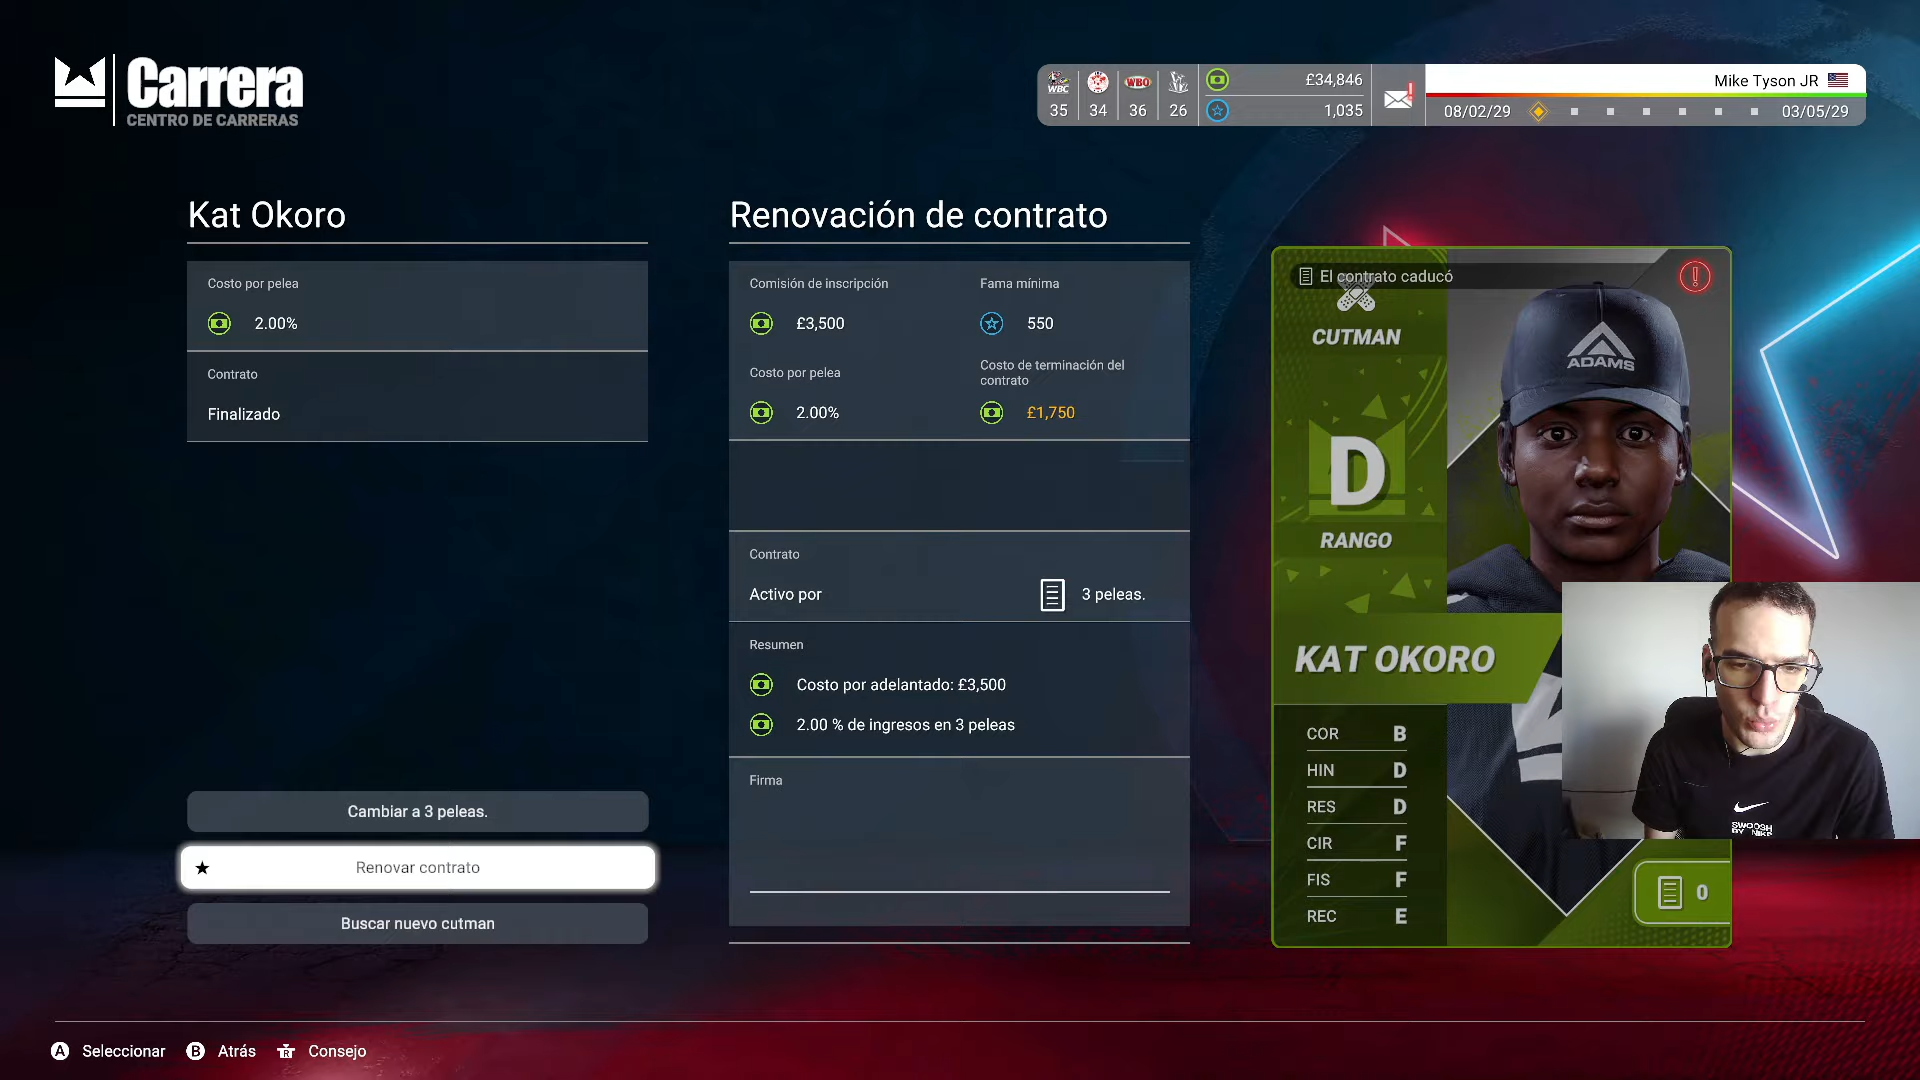 Carrera
CENTRO DE CARRERAS
WBC
35
34
WBO
36
26
£34,846
1,035
Mike Tyson JR
08/02/29
03/05/29
Kat Okoro
Costo por pelea
2.00%
Contrato
Finalizado
Cambiar a 3 peleas.
Renovar contrato
Buscar nuevo cutman
Renovación de contrato
Comisión de inscripción
£3,500
Fama mínima
550
Costo por pelea
2.00%
Costo de terminación del
contrato
£1,750
Contrato
Activo por
3 peleas.
Resumen
Costo por adelantado: £3,500
2.00 % de ingresos en 3 peleas
Firma
El contrato caducó
CUTMAN
D
RANGO
ADAMS
KAT OKORO
COR B
HIN D
RES D
CIR F
FIS F
REC E
0
SWOOSH
BY NIKE
A Seleccionar
B Atrás
R Consejo